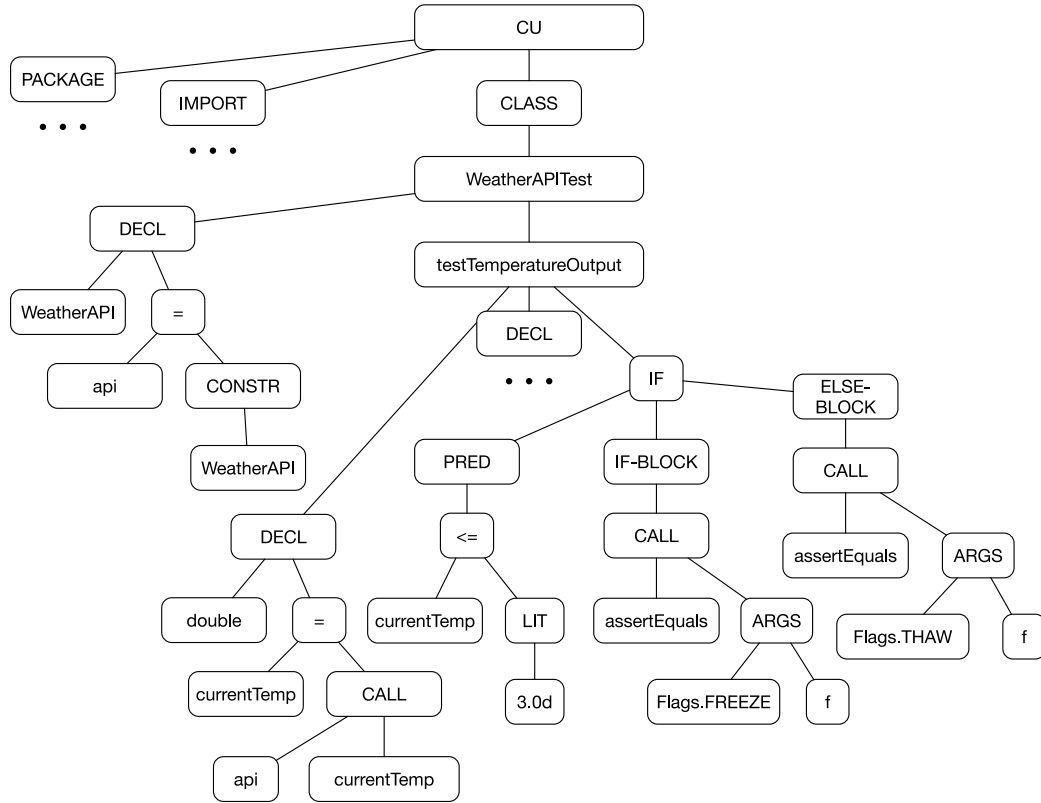 CU
PACKAGE
• • •
IMPORT
• • •
CLASS
WeatherAPITest
DECL
testTemperatureOutput
WeatherAPI
=
DECL
• • •
api
CONSTR
IF
ELSE-
BLOCK
WeatherAPI
PRED
IF-BLOCK
CALL
DECL
<=
CALL
assertEquals
ARGS
double
=
currentTemp
LIT
assertEquals
ARGS
Flags.THAW
f
currentTemp
CALL
3.0d
Flags.FREEZE
f
api
currentTemp